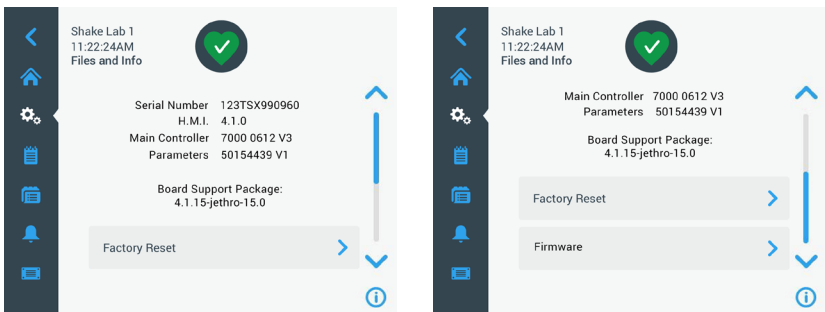 Shake Lab 1
11:22:24AM
Files and Info
Serial Number 123TSX990960
H.M.I. 4.1.0
Main Controller 7000 0612 V3
Parameters 50154439 V1
Board Support Package:
4.1.15-jethro-15.0
Factory Reset
Shake Lab 1
11:22:24AM
Files and Info
Main Controller 7000 0612 V3
Parameters 50154439 V1
Board Support Package:
4.1.15-jethro-15.0
Factory Reset
Firmware